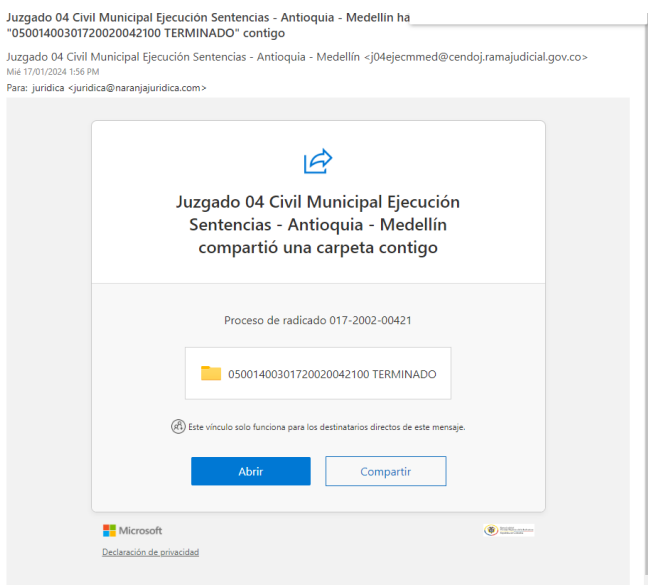 Juzgado 04 Civil Municipal Ejecución Sentencias - Antioquia - Medellín ha
"05001400301720020042100 TERMINADO" contigo
Juzgado 04 Civil Municipal Ejecución Sentencias - Antioquia - Medellín <j04ejecmmed@cendoj.ramajudicial.gov.co>
Mié 17/01/2024 1:56 PM
Para: juridica <juridica@naranjajuridica.com>
Juzgado 04 Civil Municipal Ejecución
Sentencias - Antioquia - Medellín
compartió una carpeta contigo
Proceso de radicado 017-2002-00421
05001400301720020042100 TERMINADO
Este vínculo solo funciona para los destinatarios directos de este mensaje.
Abrir
Compartir
Microsoft
Declaración de privacidad